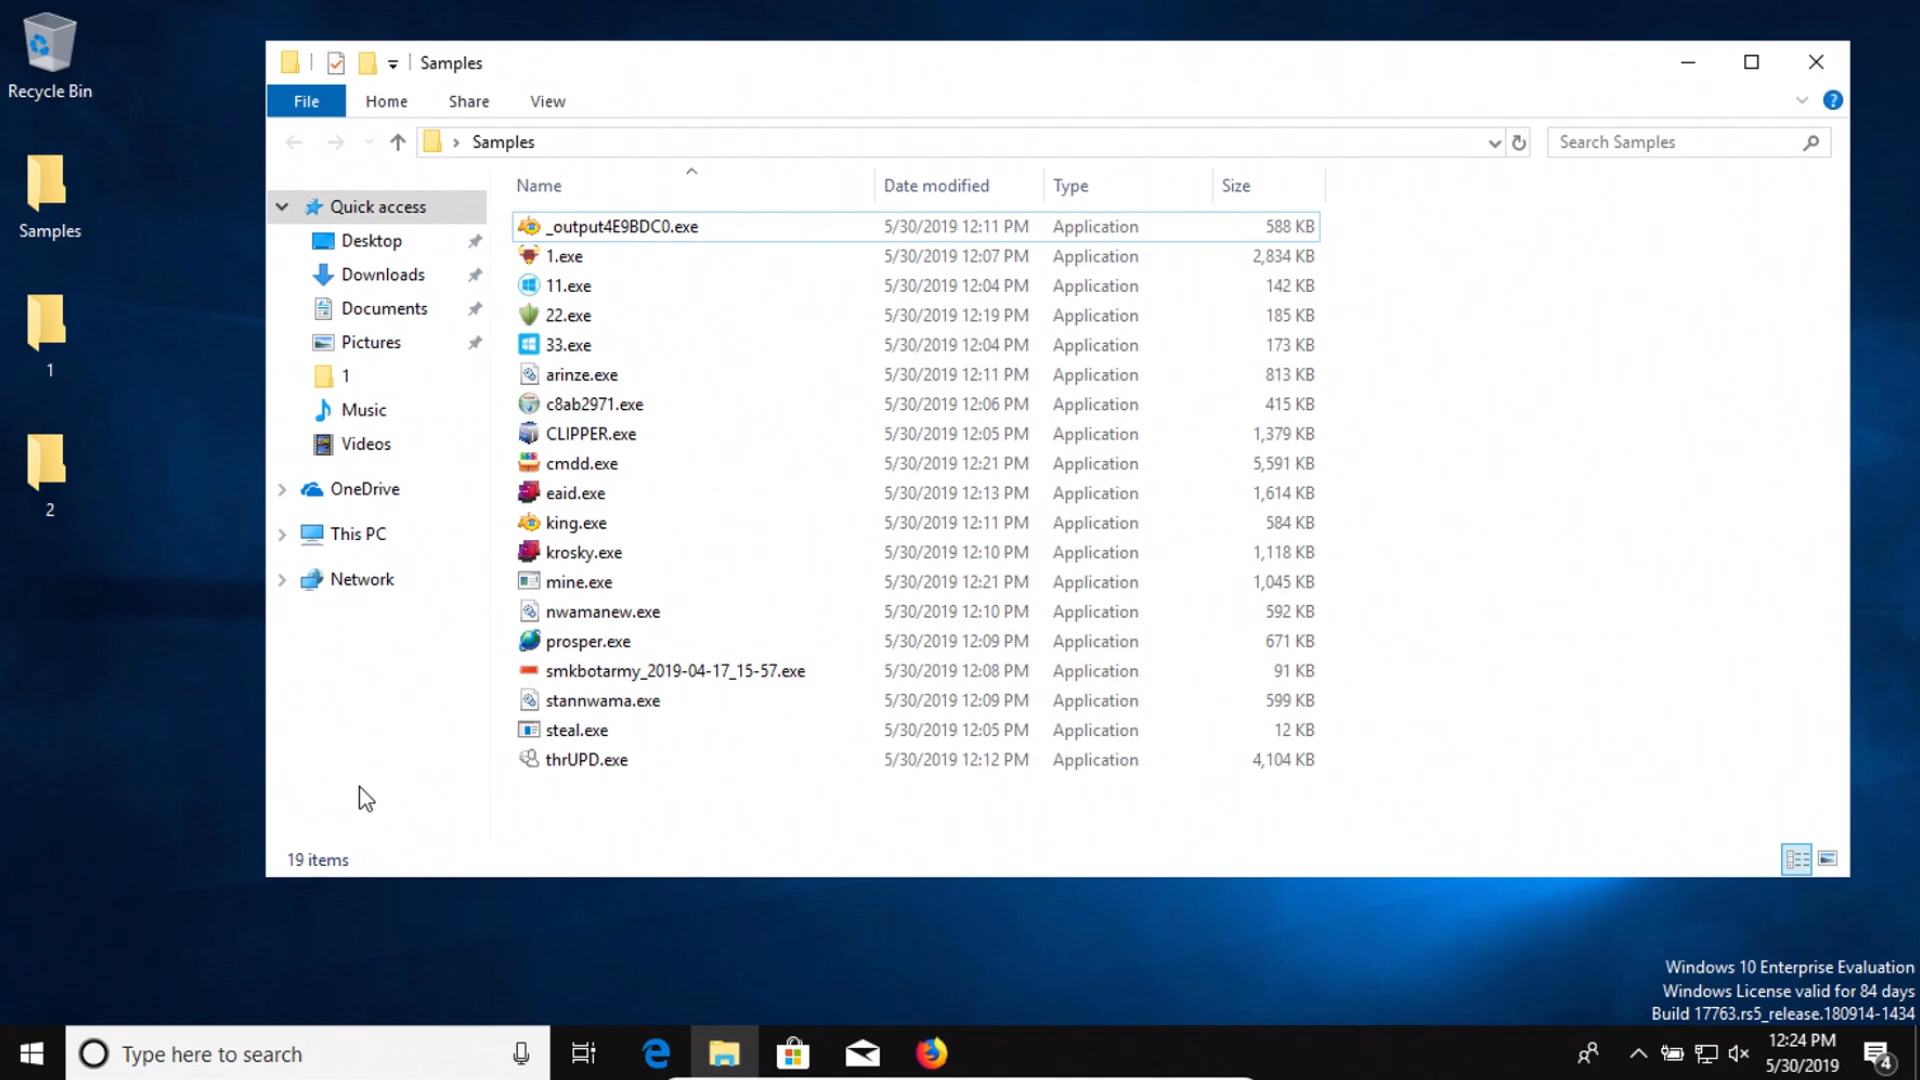 Recycle Bin
Samples
1
2
Samples
File Home Share View
Samples
Search Samples
Quick access
Desktop
Downloads
Documents
Pictures
1
Music
Videos
OneDrive
This PC
Network
Name Date modified Type Size
_output4E9BDC0.exe 5/30/2019 12:11 PM Application 588 KB
1.exe 5/30/2019 12:07 PM Application 2,834 KB
11.exe 5/30/2019 12:04 PM Application 142 KB
22.exe 5/30/2019 12:19 PM Application 185 KB
33.exe 5/30/2019 12:04 PM Application 173 KB
arinze.exe 5/30/2019 12:11 PM Application 813 KB
c8ab2971.exe 5/30/2019 12:06 PM Application 415 KB
CLIPPER.exe 5/30/2019 12:05 PM Application 1,379 KB
cmdd.exe 5/30/2019 12:21 PM Application 5,591 KB
eaid.exe 5/30/2019 12:13 PM Application 1,614 KB
king.exe 5/30/2019 12:11 PM Application 584 KB
krosky.exe 5/30/2019 12:10 PM Application 1,118 KB
mine.exe 5/30/2019 12:21 PM Application 1,045 KB
nwamanew.exe 5/30/2019 12:10 PM Application 592 KB
prosper.exe 5/30/2019 12:09 PM Application 671 KB
smkbotarmy_2019-04-17_15-57.exe 5/30/2019 12:08 PM Application 91 KB
stannwama.exe 5/30/2019 12:09 PM Application 599 KB
steal.exe 5/30/2019 12:05 PM Application 12 KB
thrUPD.exe 5/30/2019 12:12 PM Application 4,104 KB
19 items
Windows 10 Enterprise Evaluation
Windows License valid for 84 days
Build 17763.rs5_release.180914-1434
Type here to search
12:24 PM
5/30/2019
4